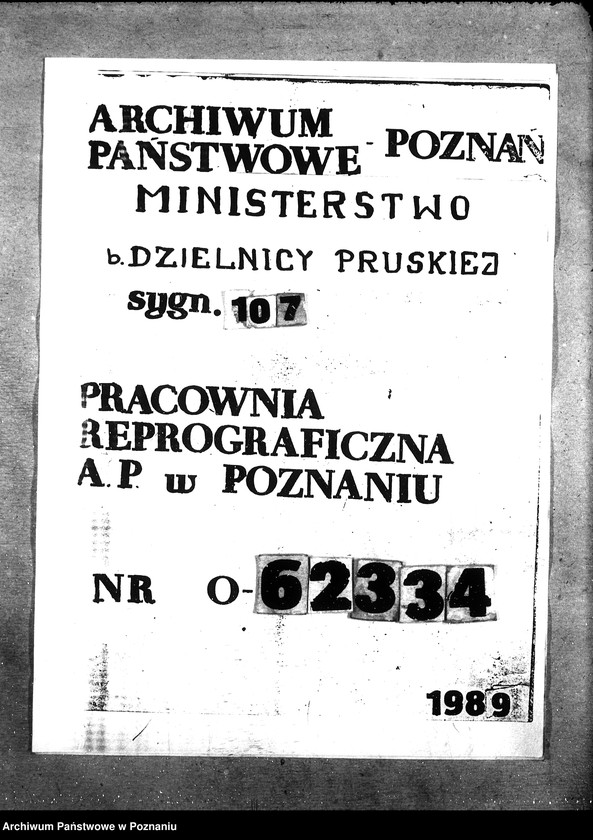 ARCHIWUM
PAŃSTWOWE - POZNAŃ
MINISTERSTWO
b. DZIELNICY PRUSKIEJ
sygn. 107
PRACOWNIA
REPROGRAFICZNA
A.P. w POZNANIU
NR O-62334
1989
Archiwum Państwowe w Poznaniu